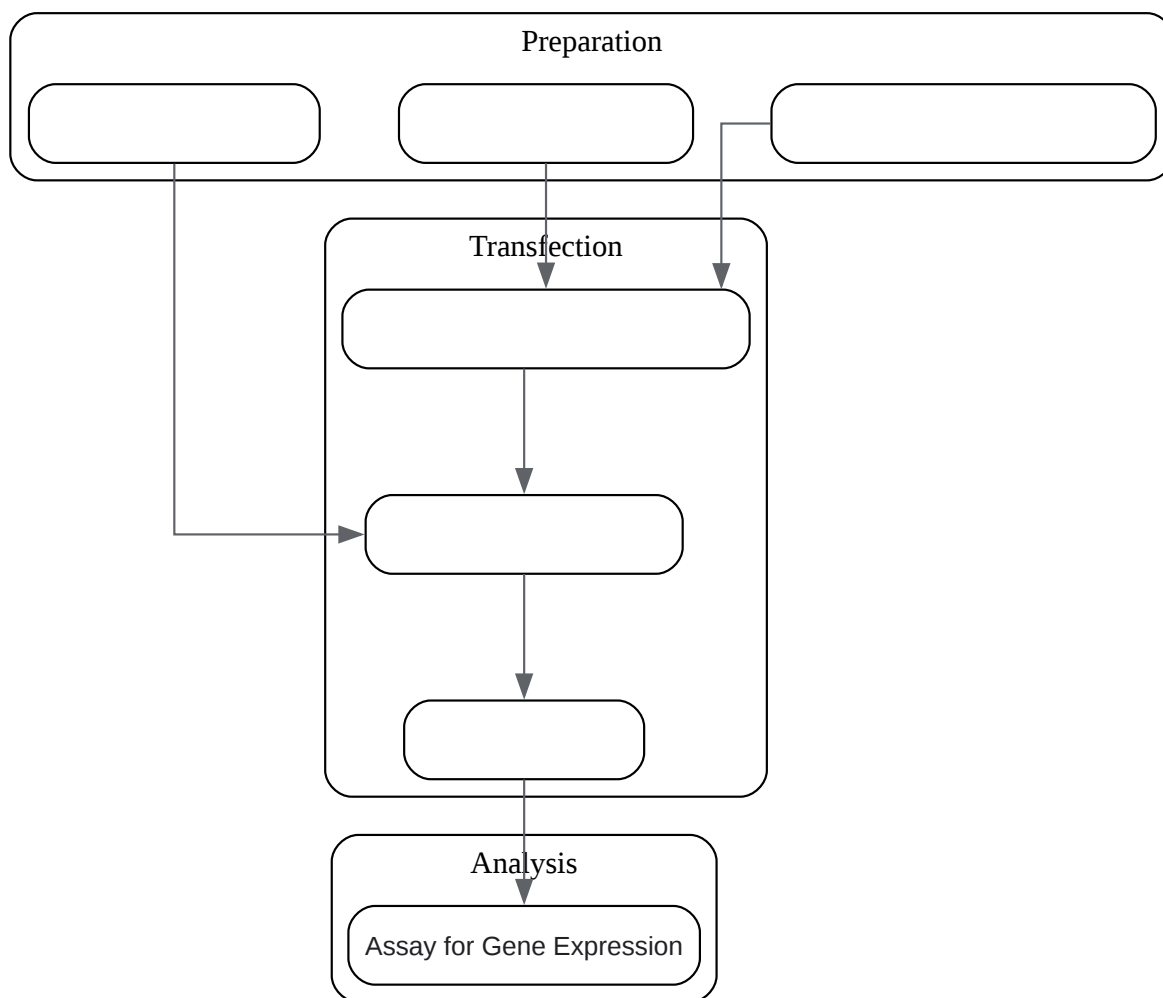 Preparation
Transfection
Analysis
Assay for Gene Expression